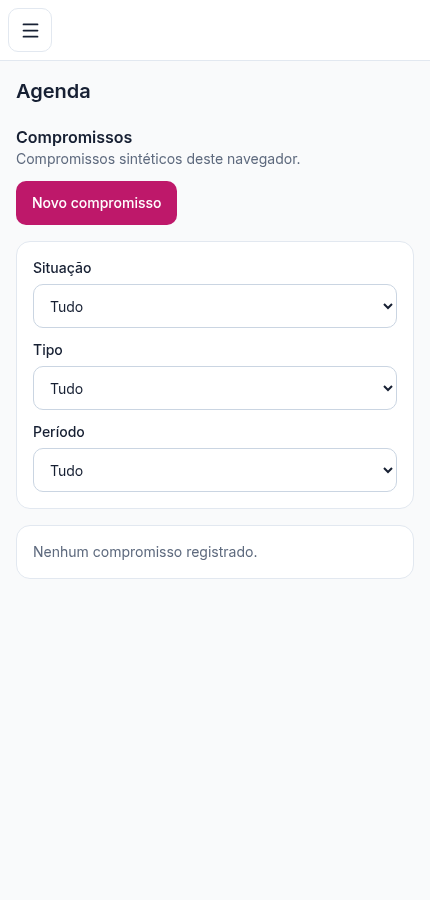 Agenda
Compromissos
Compromissos sintéticos deste navegador.
Novo compromisso
Situação
Tudo
Tipo
Tudo
Período
Tudo
Nenhum compromisso registrado.